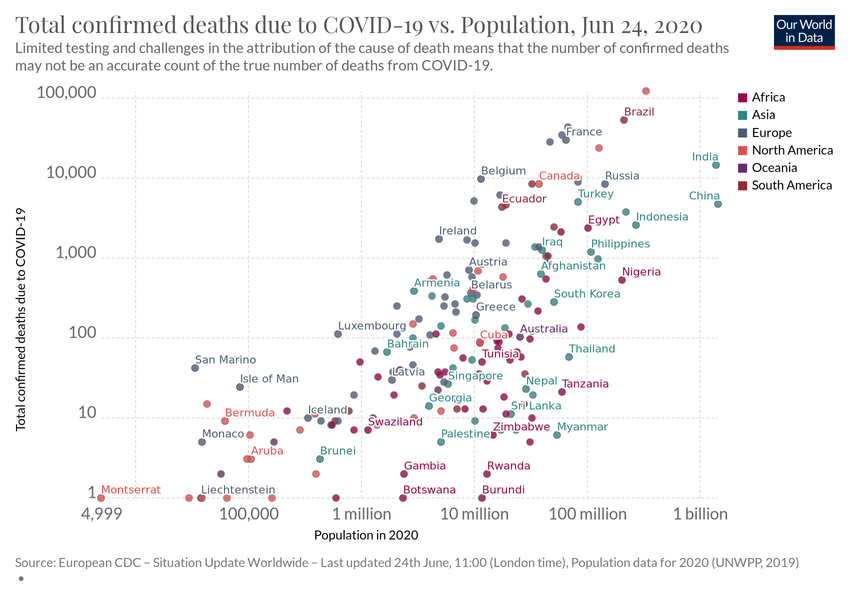 Total confirmed deaths due to COVID-19 vs. Population, Jun 24, 2020
Our World
in Data
Limited testing and challenges in the attribution of the cause of death means that the number of confirmed deaths
may not be an accurate count of the true number of deaths from COVID-19.
100,000
Africa
Asia
Europe
North America
Oceania
South America
Brazil
France
India
10,000
Belgium
Canada
Russia
Turkey
China
Ecuador
Indonesia
Egypt
Ireland
Iraq
Philippines
1,000
Austria
Afghanistan
Nigeria
Armenia
Belarus
South Korea
Greece
Luxembourg
Australia
100
Cuba
Bahrain
Tunisia
Thailand
San Marino
Latvia
Singapore
Isle of Man
Nepal
Tanzania
Georgia
Sri Lanka
Bermuda
Iceland
10
Swaziland
Zimbabwe
Myanmar
Monaco
Palestine
Aruba
Brunei
Gambia
Rwanda
Montserrat
Liechtenstein
Botswana
Burundi
1
4,999
100,000
1 million
10 million
100 million
1 billion
Total confirmed deaths due to COVID-19
Population in 2020
Source: European CDC – Situation Update Worldwide – Last updated 24th June, 11:00 (London time), Population data for 2020 (UNWPP, 2019)